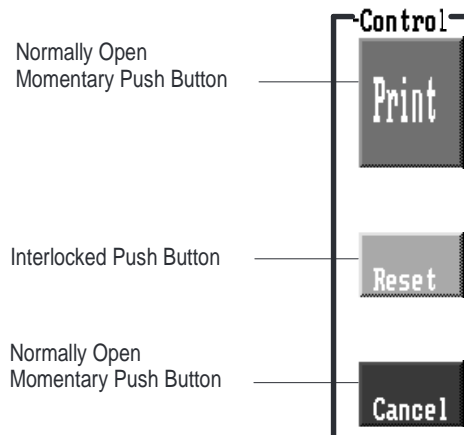 Control
Normally Open
Momentary Push Button
Print
Interlocked Push Button
Reset
Normally Open
Momentary Push Button
Cancel